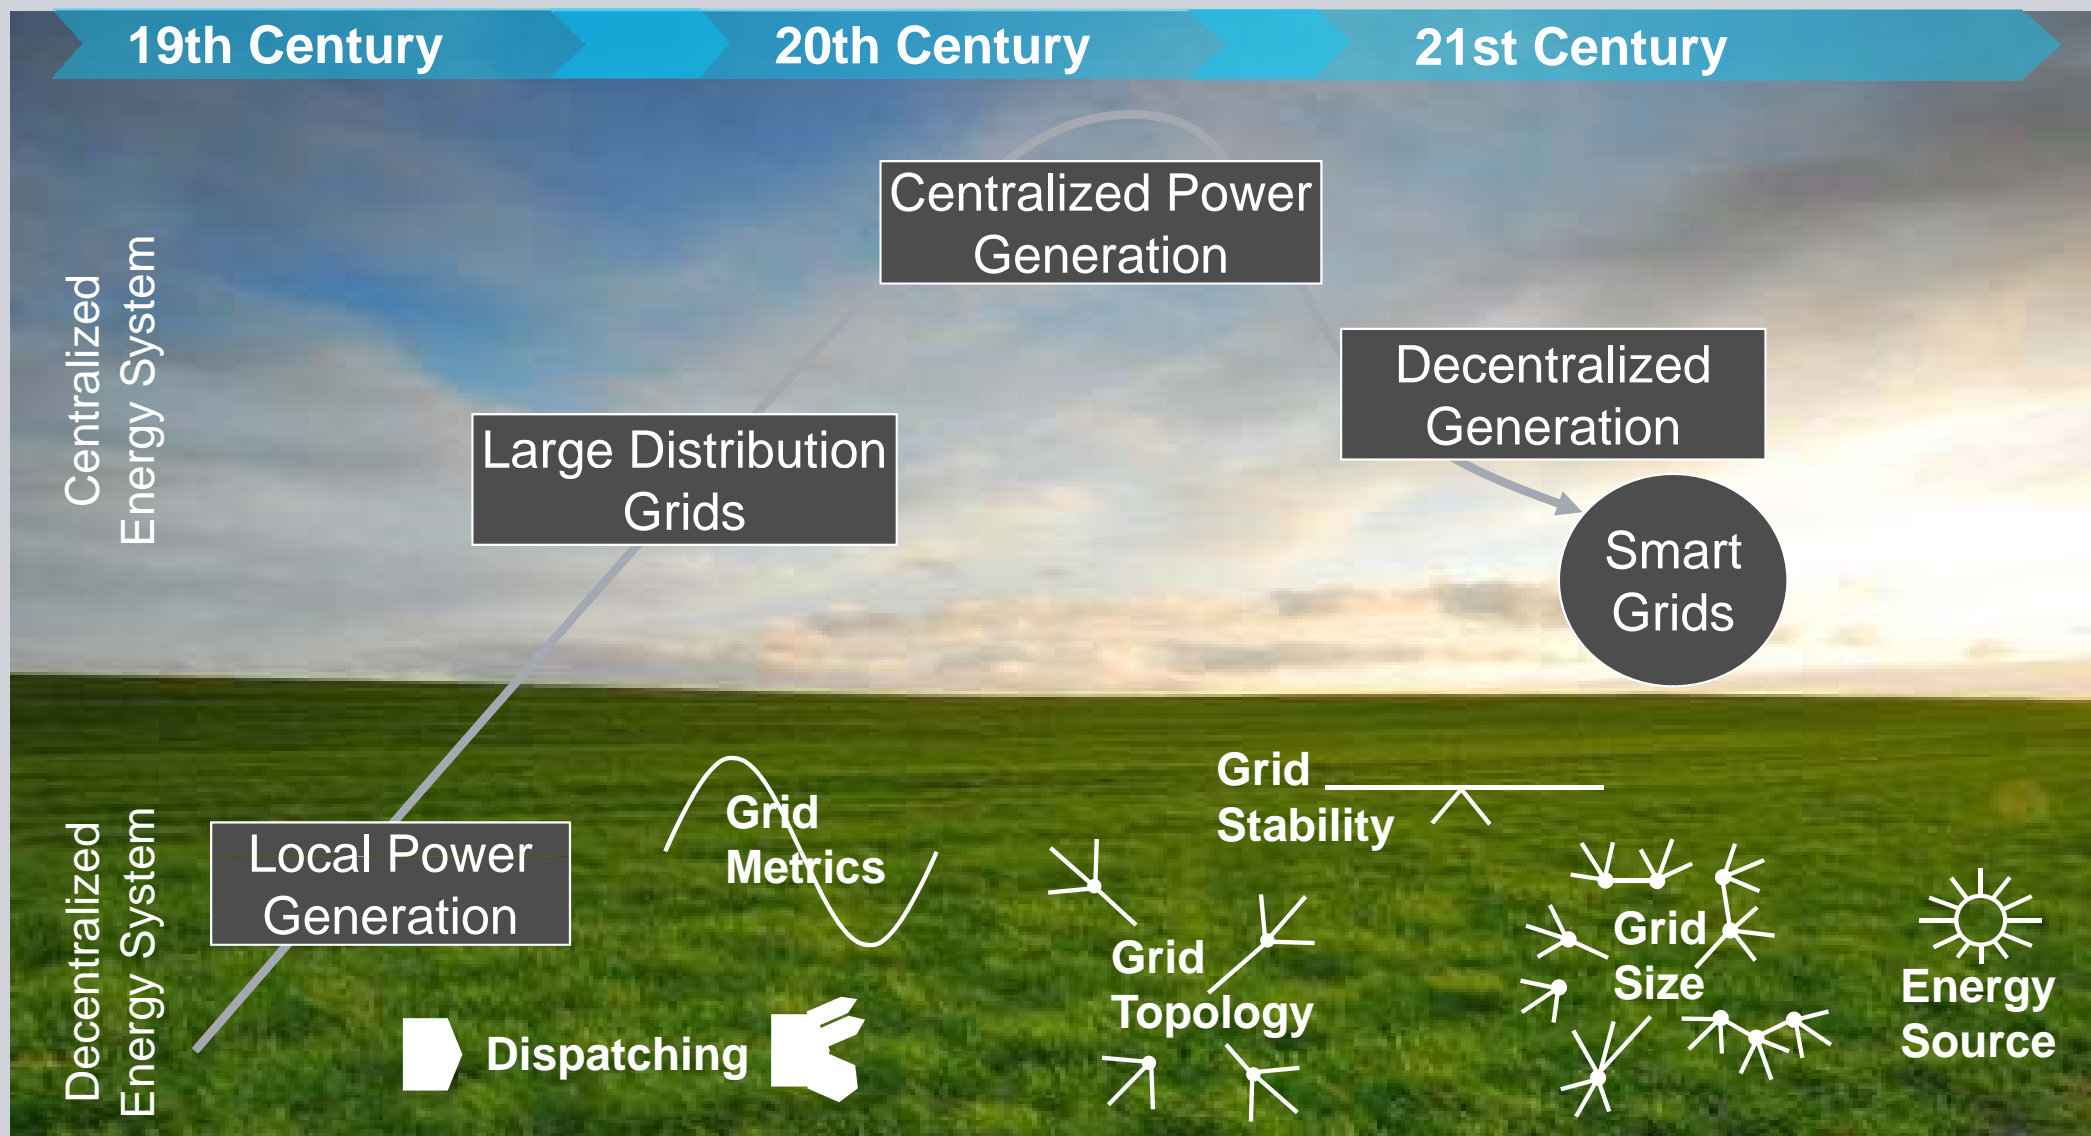 19th Century
20th Century
21st Century
Centralized
Energy System
Centralized Power
Generation
Decentralized
Generation
Large Distribution
Grids
Smart
Grids
Decentralized
Energy System
Local Power
Generation
Grid
Metrics
Grid
Stability
Grid
Topology
Grid
Size
Energy
Source
Dispatching